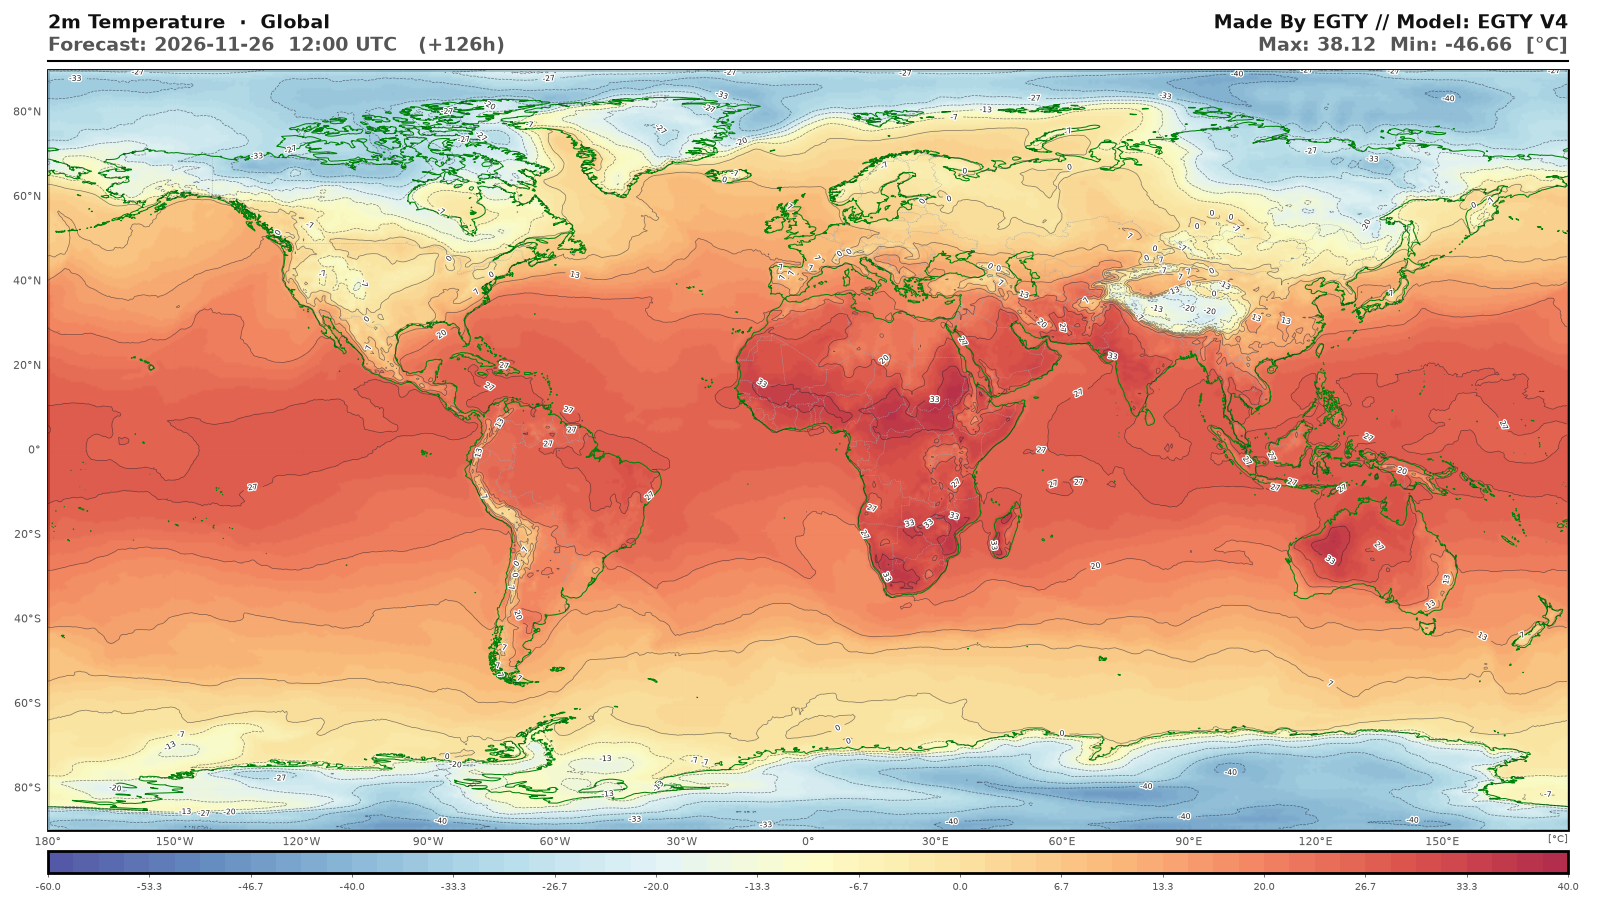 2m Temperature · Global
Made By EGTY // Model: EGTY V4
Forecast: 2026-11-26 12:00 UTC (+126h)
Max: 38.12 Min: -46.66 [°C]
80°N
60°N
40°N
20°N
0°
20°S
40°S
60°S
80°S
180° 150°W 120°W 90°W 60°W 30°W 0° 30°E 60°E 90°E 120°E 150°E [°C]
-60.0 -53.3 -46.7 -40.0 -33.3 -26.7 -20.0 -13.3 -6.7 0.0 6.7 13.3 20.0 26.7 33.3 40.0